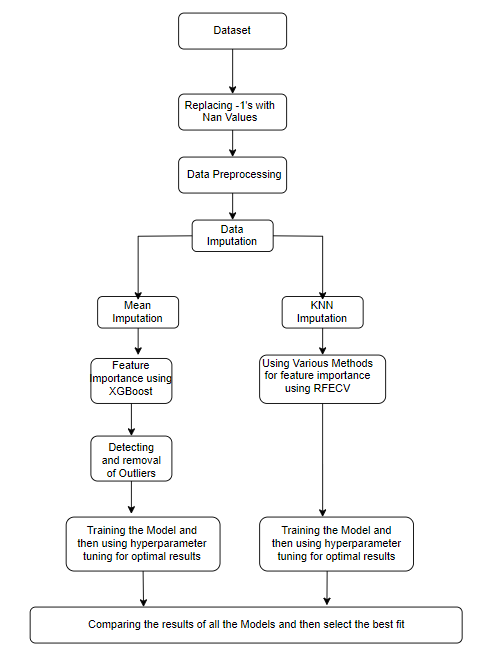 Dataset
Replacing -1's with
Nan Values
Data Preprocessing
Data
Imputation
Mean
Imputation
KNN
Imputation
Feature
Importance using
XGBoost
Using Various Methods
for feature importance
using RFECV
Detecting
and removal
of Outliers
Training the Model and
then using hyperparameter
tuning for optimal results
Training the Model and
then using hyperparameter
tuning for optimal results
Comparing the results of all the Models and then select the best fit